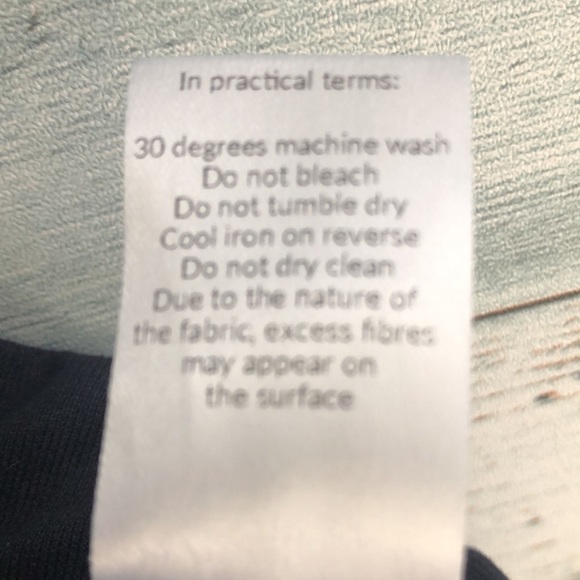 In practical terms:
30 degrees machine wash
Do not bleach
Do not tumble dry
Cool iron on reverse
Do not dry clean
Due to the nature of
the fabric, excess fibres
may appear on
the surface